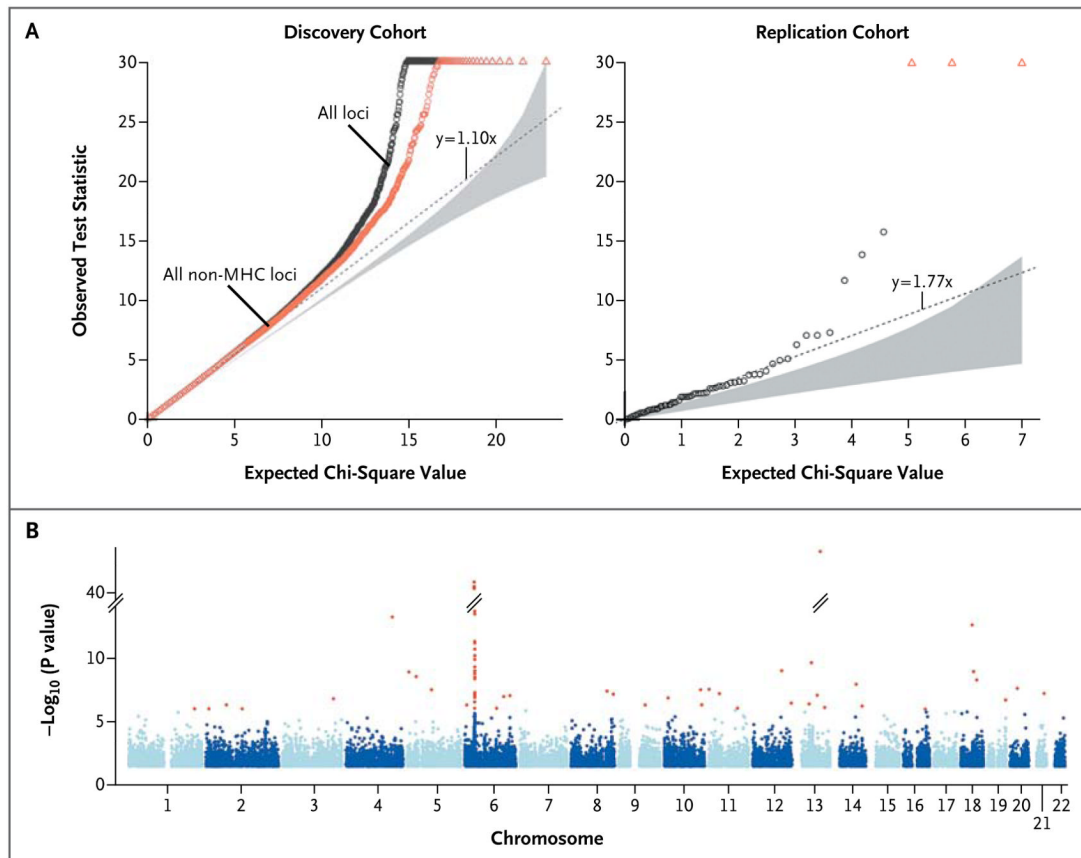 A
Discovery Cohort
Replication Cohort
Observed Test Statistic
30
25
20
15
10
5
0
All loci
All non-MHC loci
y=1.10x
0 5 10 15 20
Expected Chi-Square Value
30
25
20
15
10
5
0
y=1.77x
0 1 2 3 4 5 6 7
Expected Chi-Square Value
B
−Log10 (P value)
40
10
5
0
1 2 3 4 5 6 7 8 9 10 11 12 13 14 15 16 17 18 19 20 22
21
Chromosome